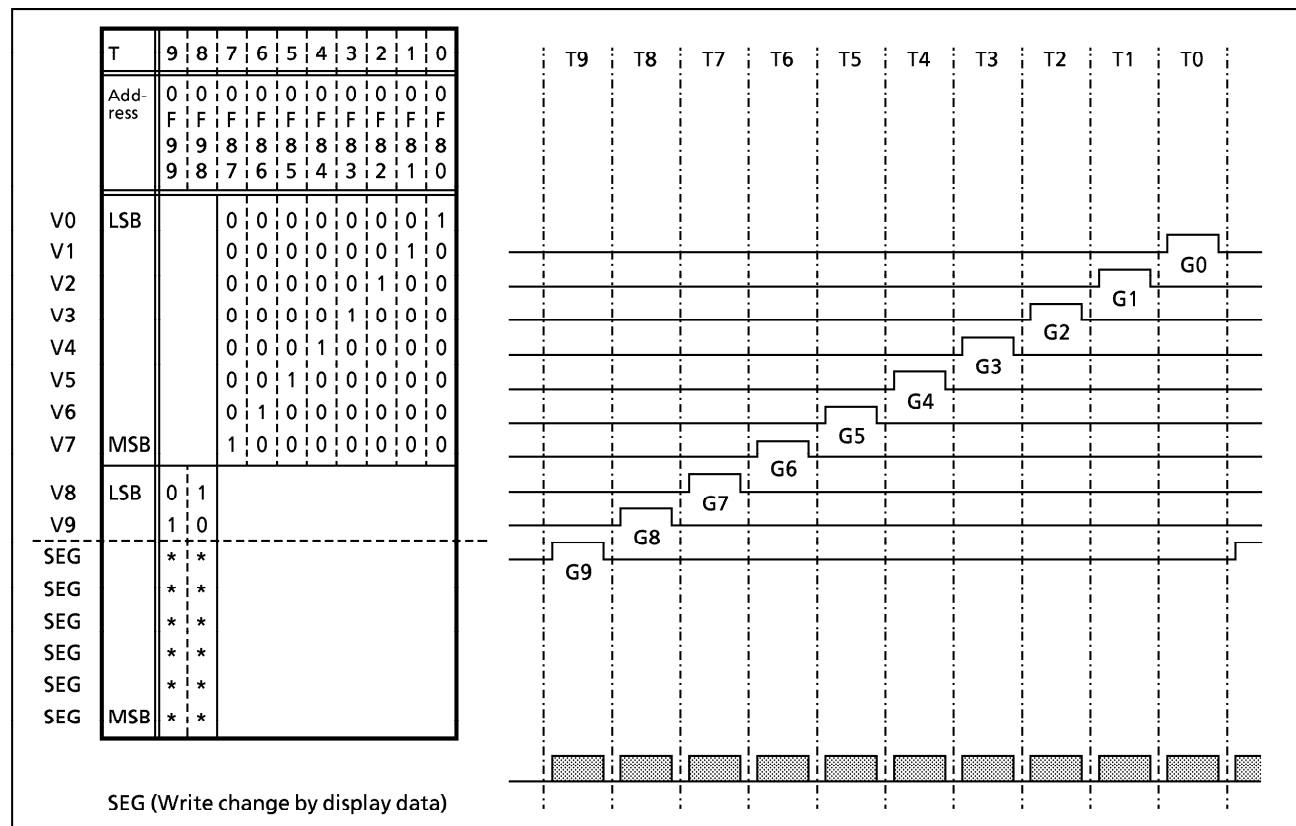 T 9 8 7 6 5 4 3 2 1 0
T9 T8 T7 T6 T5 T4 T3 T2 T1 T0
Add- 0 0 0 0 0 0 0 0 0 0
ress F F F F F F F F F F
9 9 8 8 8 8 8 8 8 8
9 8 7 6 5 4 3 2 1 0
V0 LSB 0 0 0 0 0 0 0 1
V1 0 0 0 0 0 0 1 0
V2 0 0 0 0 0 1 0 0
V3 0 0 0 0 1 0 0 0
V4 0 0 0 1 0 0 0 0
V5 0 0 1 0 0 0 0 0
V6 0 1 0 0 0 0 0 0
V7 MSB 1 0 0 0 0 0 0 0
V8 LSB 0 1
V9 1 0
SEG * *
SEG * *
SEG * *
SEG * *
SEG * *
SEG MSB * *
G0
G1
G2
G3
G4
G5
G6
G7
G8
G9
SEG (Write change by display data)